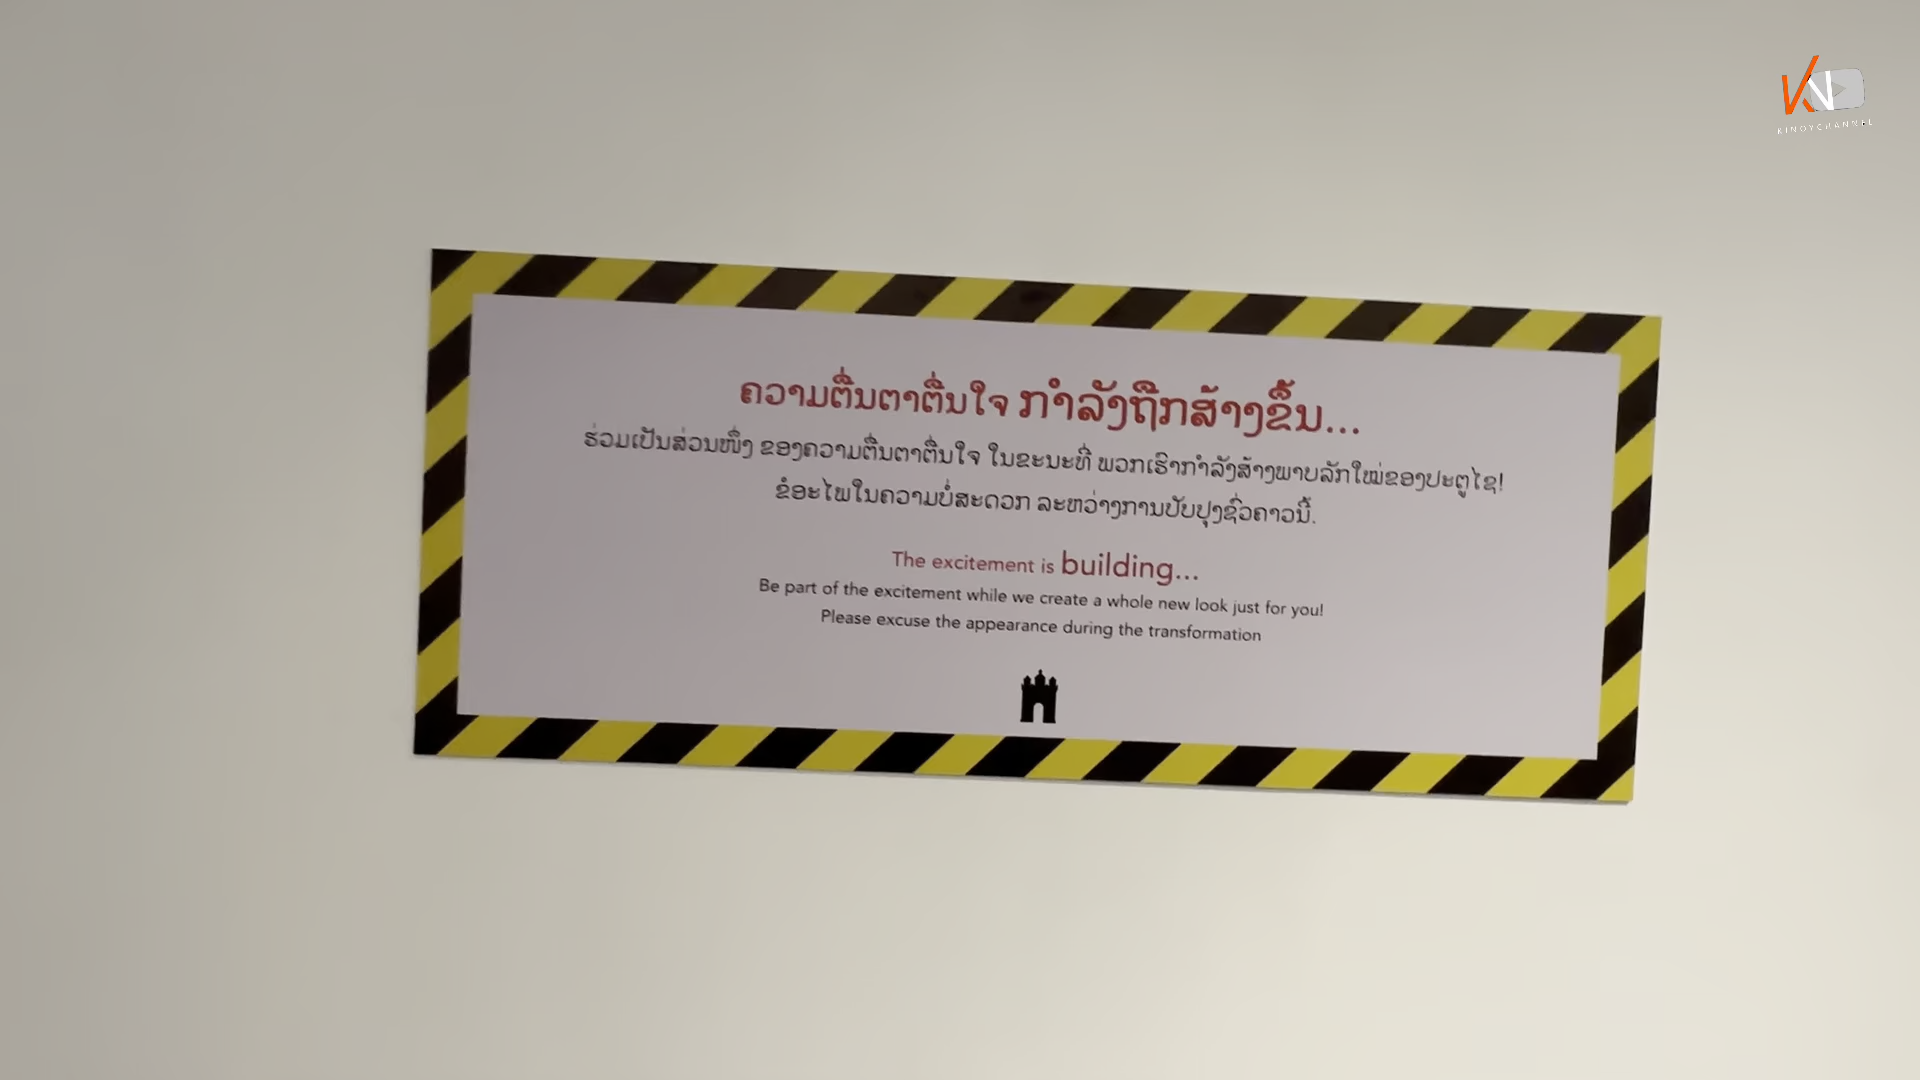 KN
KINOYCHANNEL
ຄວາມຕື່ນຕາຕື່ນໃຈ ກຳລັງຖືກສ້າງຂຶ້ນ...
ຮ່ວມເປັນສ່ວນໜຶ່ງ ຂອງຄວາມຕື່ນຕາຕື່ນໃຈ ໃນຂະນະທີ່ ພວກເຮົາກຳລັງສ້າງພາບລັກໃໝ່ຂອງປະຕູໄຊ!
ຂໍອະໄພໃນຄວາມບໍ່ສະດວກ ລະຫວ່າງການປັບປຸງຊົ່ວຄາວນີ້.
The excitement is building...
Be part of the excitement while we create a whole new look just for you!
Please excuse the appearance during the transformation